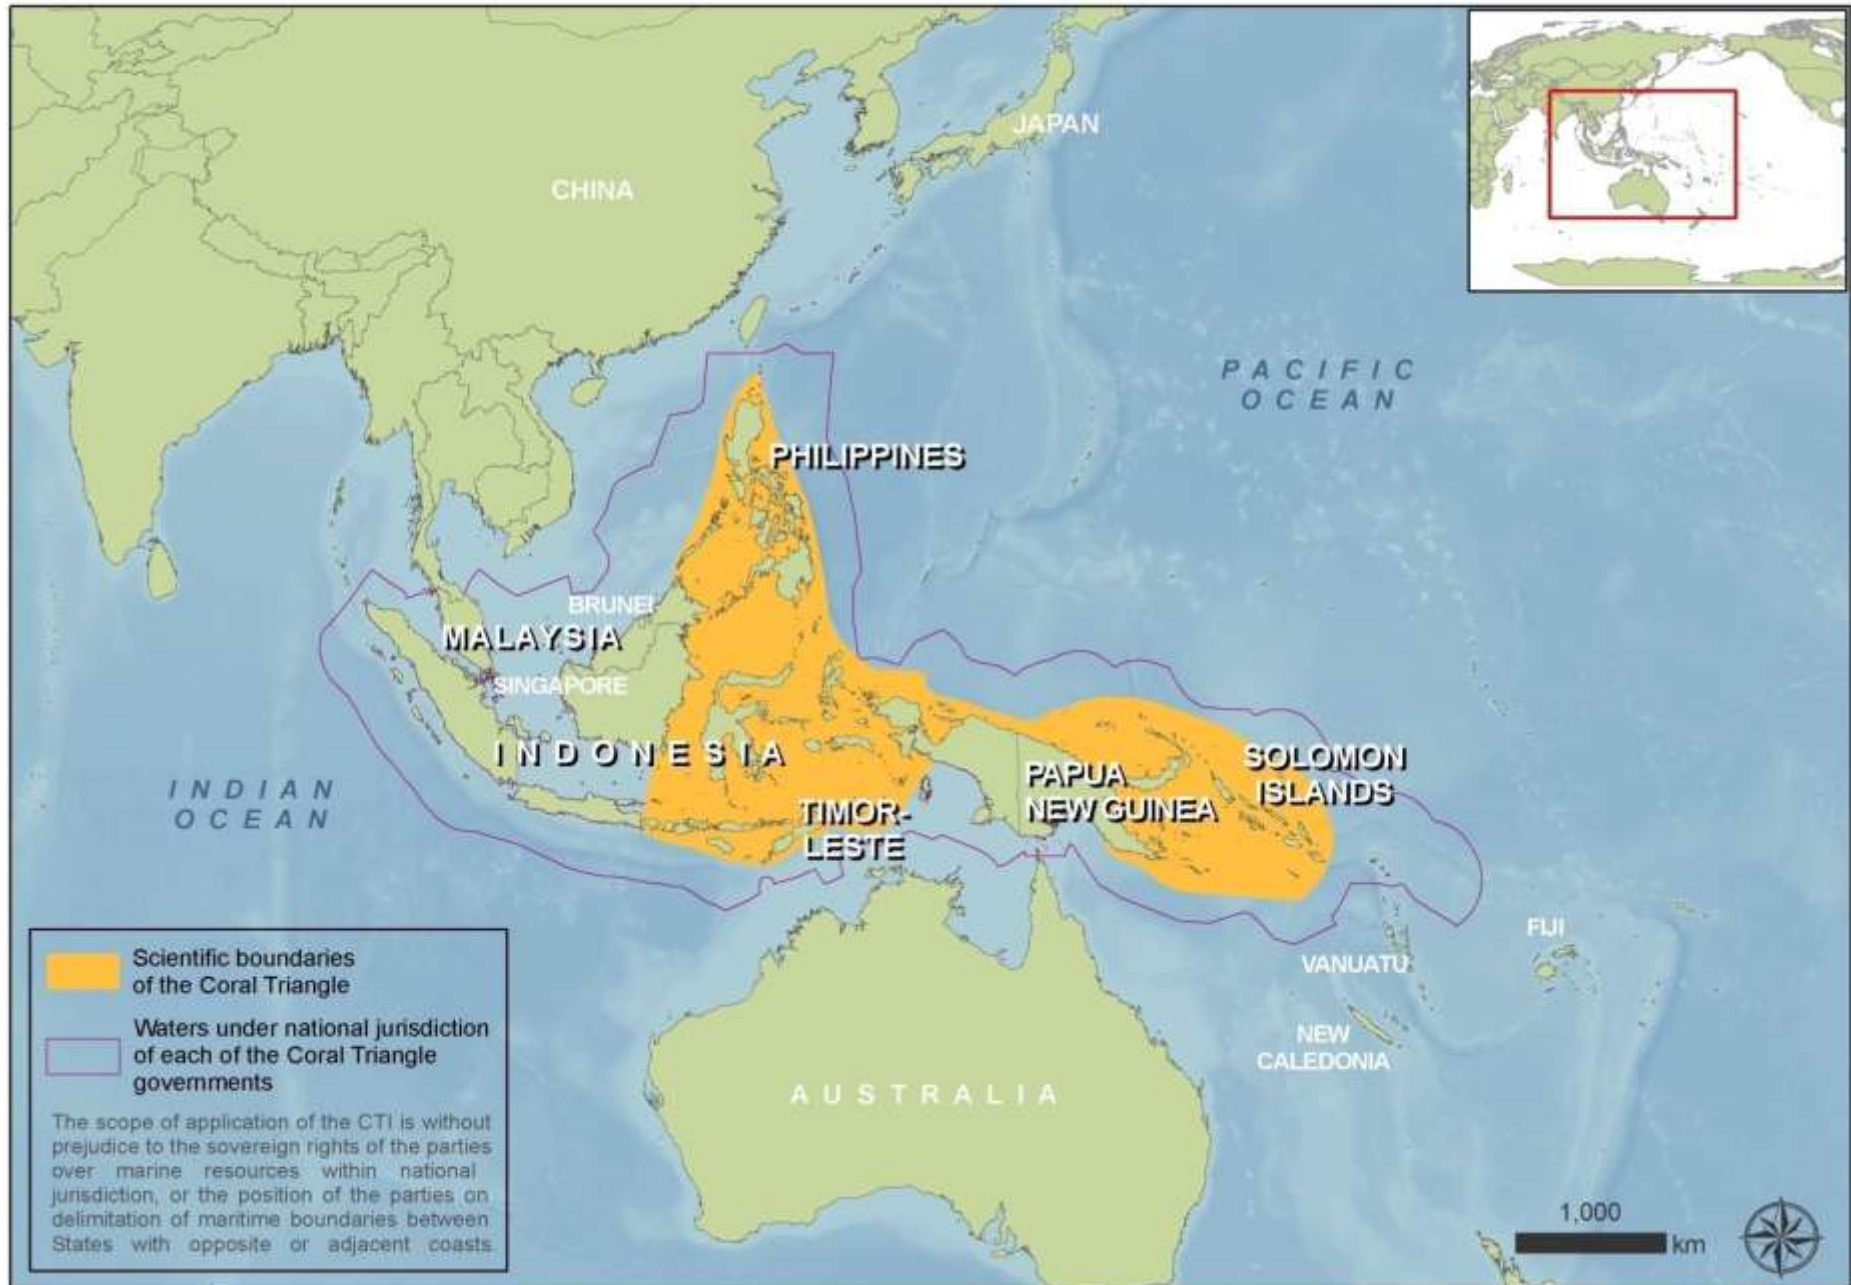 JAPAN
CHINA
PACIFIC
OCEAN
PHILIPPINES
BRUNEI
MALAYSIA
SINGAPORE
INDONESIA
SOLOMON
ISLANDS
PAPUA
NEW GUINEA
INDIAN
OCEAN
TIMOR-
LESTE
FIJI
VANUATU
NEW
CALEDONIA
AUSTRALIA
Scientific boundaries
of the Coral Triangle
Waters under national jurisdiction
of each of the Coral Triangle
governments
The scope of application of the CTI is without
prejudice to the sovereign rights of the parties
over marine resources within national
jurisdiction, or the position of the parties on
delimitation of maritime boundaries between
States with opposite or adjacent coasts.
1,000
km